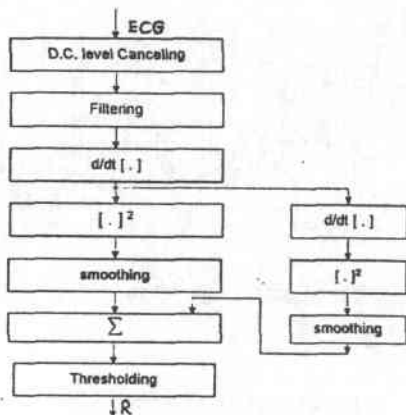 ECG
D.C. level Canceling
Filtering
d/dt [ . ]
[ . ]²
d/dt [ . ]
smoothing
[ . ]²
Σ
smoothing
Thresholding
R